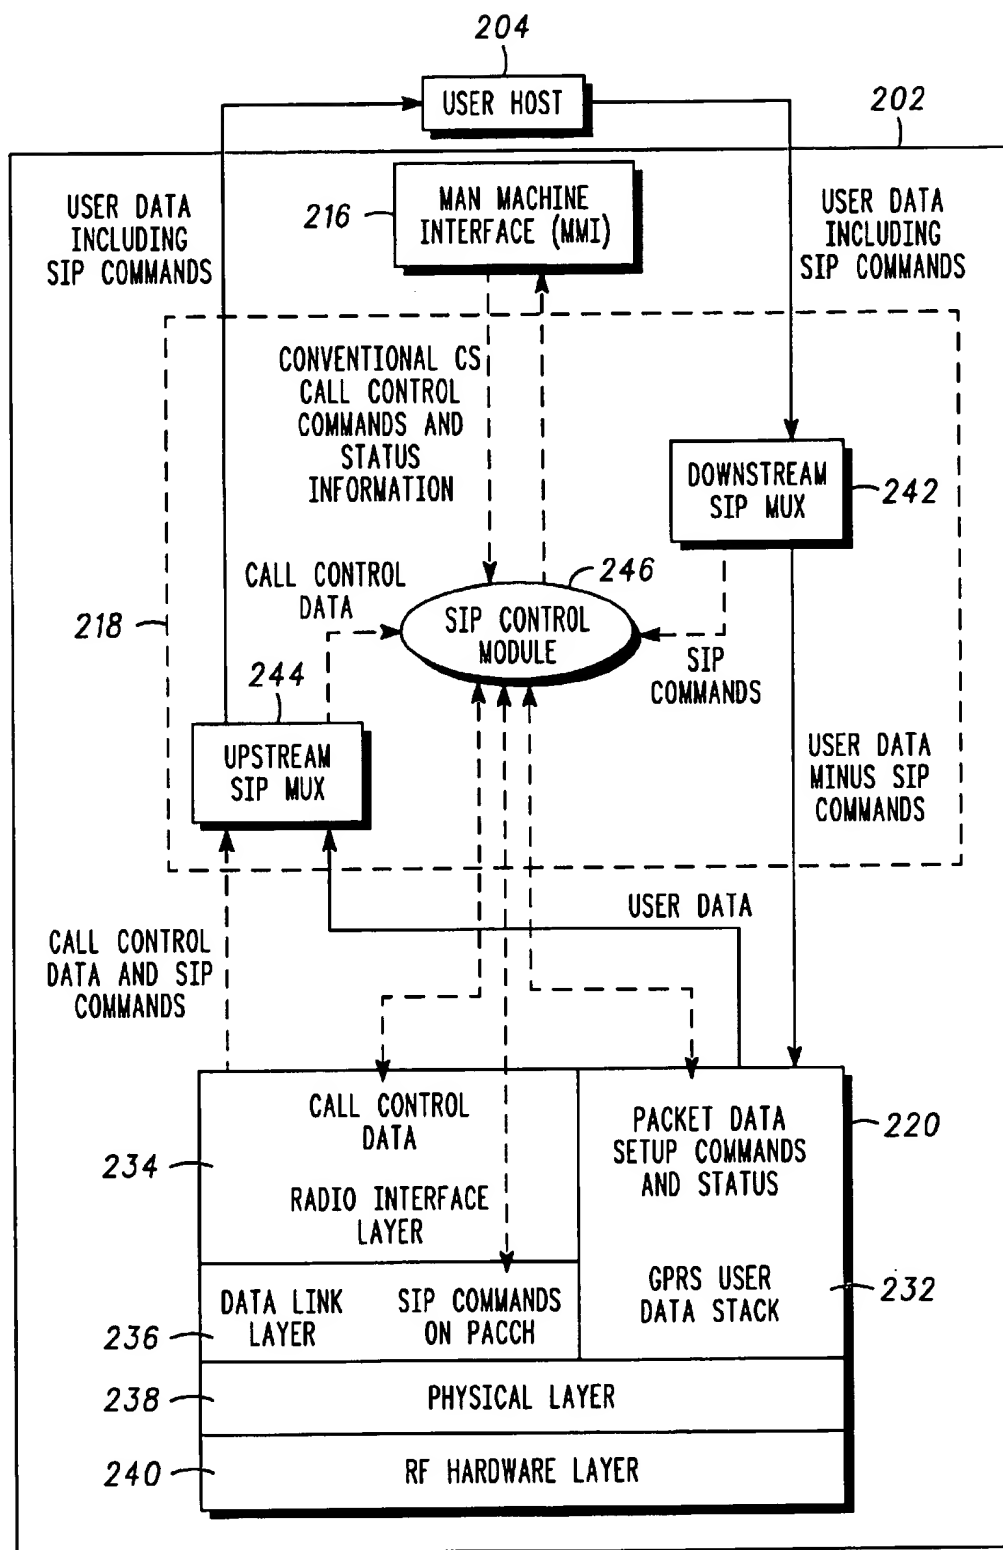 204
USER HOST
202
MAN MACHINE
INTERFACE (MMI)
216
USER DATA
INCLUDING
SIP COMMANDS
USER DATA
INCLUDING
SIP COMMANDS
CONVENTIONAL CS
CALL CONTROL
COMMANDS AND
STATUS
INFORMATION
DOWNSTREAM
SIP MUX
242
CALL CONTROL
DATA
246
218
SIP CONTROL
MODULE
SIP
COMMANDS
244
UPSTREAM
SIP MUX
USER DATA
MINUS SIP
COMMANDS
USER DATA
CALL CONTROL
DATA AND SIP
COMMANDS
CALL CONTROL
DATA
PACKET DATA
SETUP COMMANDS
AND STATUS
220
234
RADIO INTERFACE
LAYER
GPRS USER
DATA STACK
232
DATA LINK
LAYER
SIP COMMANDS
ON PACCH
236
PHYSICAL LAYER
238
RF HARDWARE LAYER
240